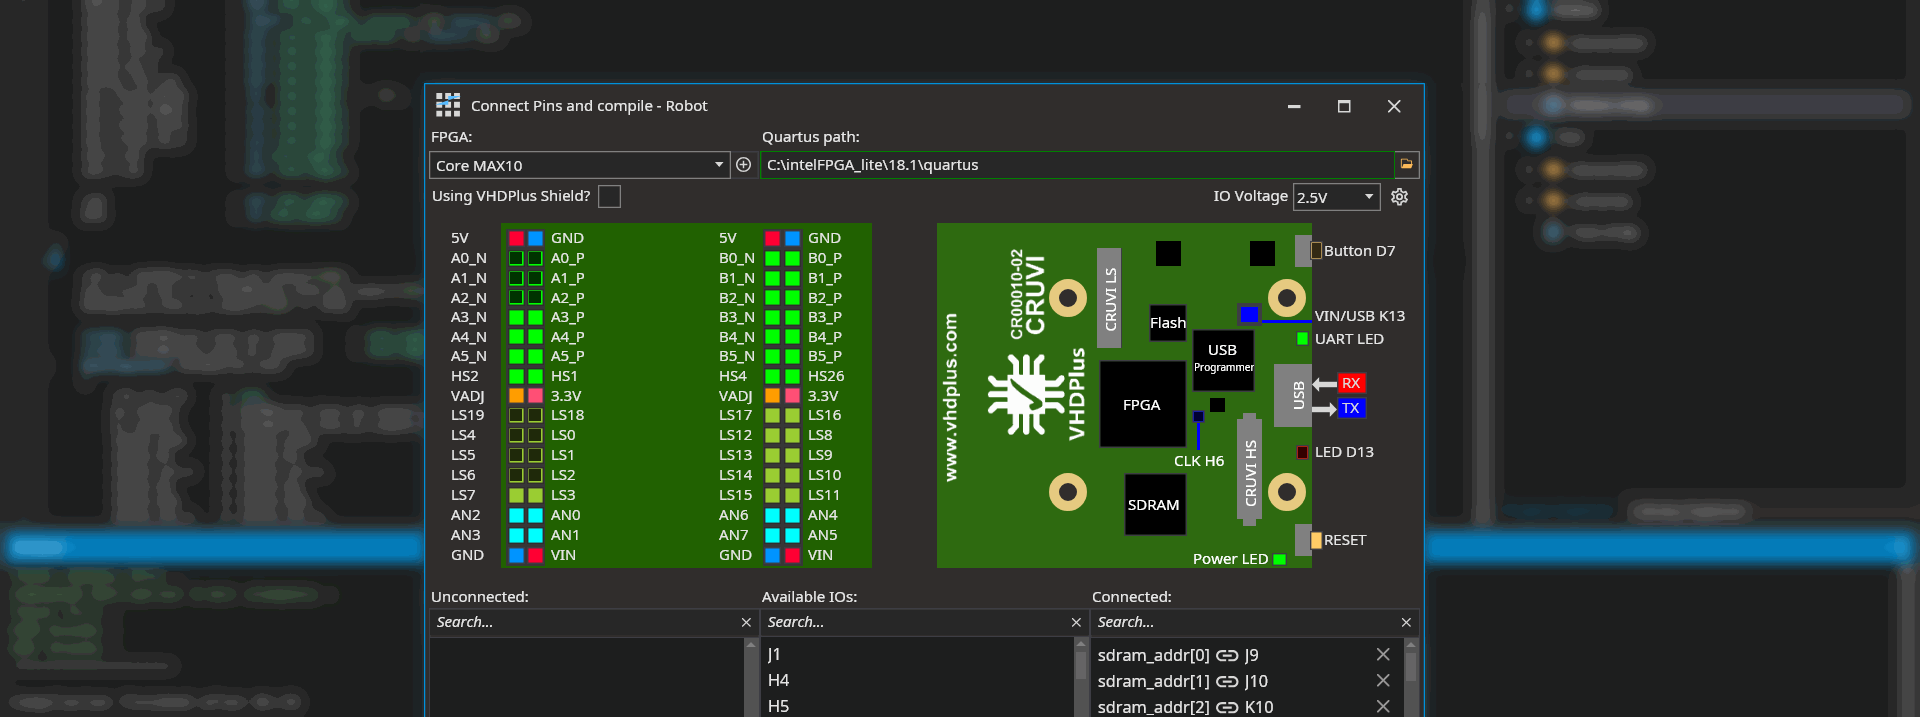 Connect Pins and compile - Robot
FPGA:
Quartus path:
Core MAX10
C:\intelFPGA_lite\18.1\quartus
Using VHDPlus Shield?
IO Voltage
2.5V
5V GND
A0_N A0_P
A1_N A1_P
A2_N A2_P
A3_N A3_P
A4_N A4_P
A5_N A5_P
HS2 HS1
VADJ 3.3V
LS19 LS18
LS4 LS0
LS5 LS1
LS6 LS2
LS7 LS3
AN2 AN0
AN3 AN1
GND VIN
5V GND
B0_N B0_P
B1_N B1_P
B2_N B2_P
B3_N B3_P
B4_N B4_P
B5_N B5_P
HS4 HS26
VADJ 3.3V
LS17 LS16
LS12 LS8
LS13 LS9
LS14 LS10
LS15 LS11
AN6 AN4
AN7 AN5
GND VIN
www.vhdplus.com
CR00010-02
CRUVI
VHDPlus
CRUVI LS
Flash
USB
Programmer
FPGA
CLK H6
SDRAM
CRUVI HS
USB
Button D7
VIN/USB K13
UART LED
RX
TX
LED D13
RESET
Power LED
Unconnected:
Search...
Available IOs:
Search...
J1
H4
H5
Connected:
Search...
sdram_addr[0] J9
sdram_addr[1] J10
sdram_addr[2] K10